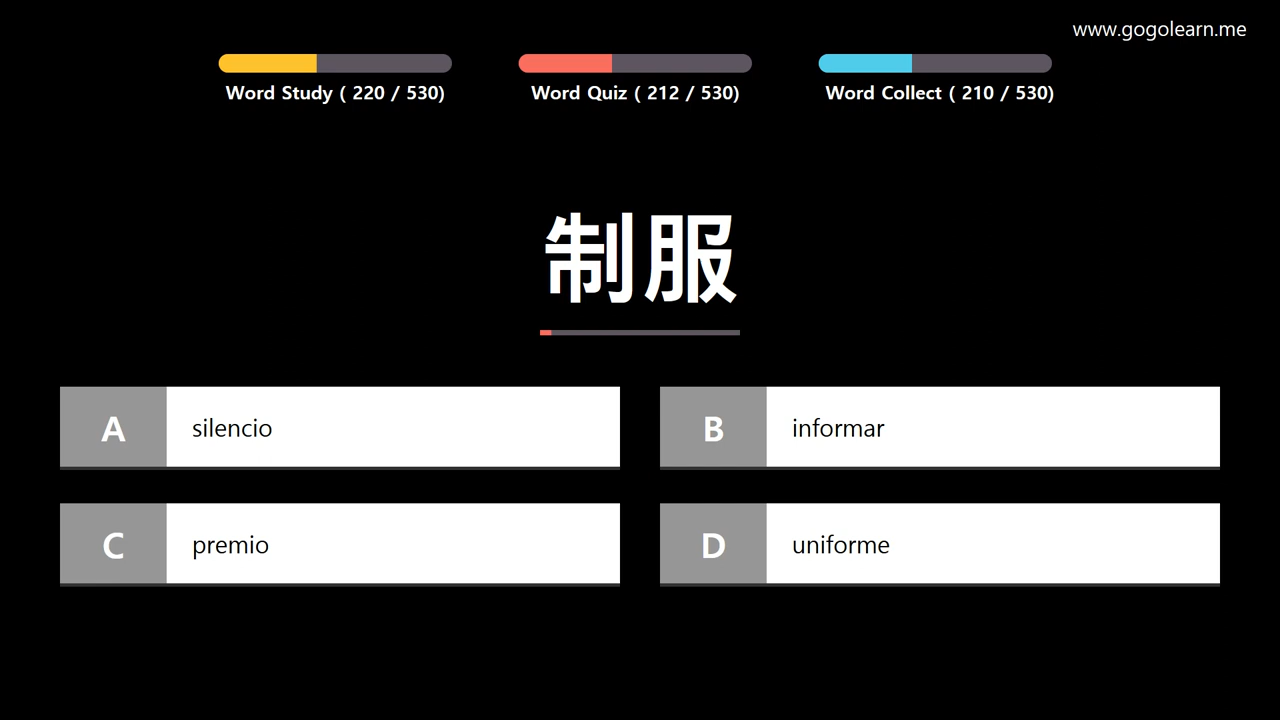 www.gogolearn.me
Word Study ( 220 / 530)
Word Quiz ( 212 / 530)
Word Collect ( 210 / 530)
制服
A silencio
B informar
C premio
D uniforme